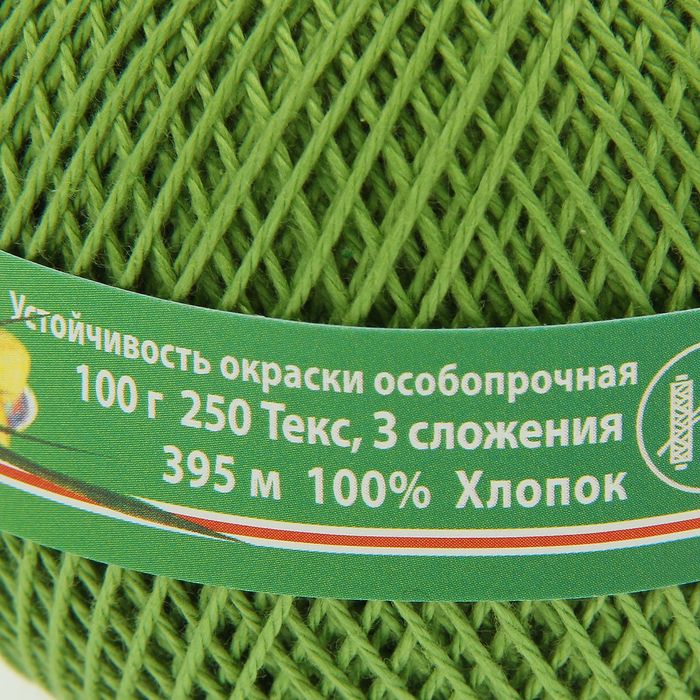 Устойчивость окраски особопрочная
100 г 250 Текс, 3 сложения
395 м 100% Хлопок